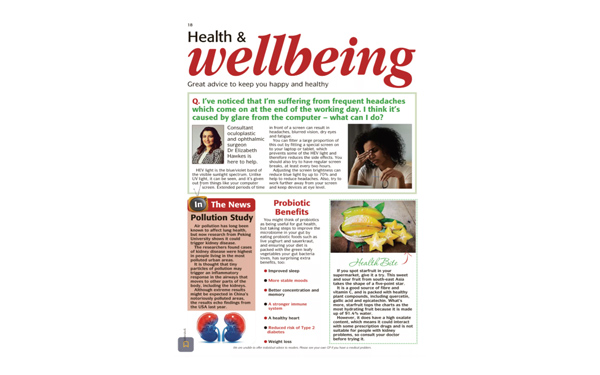 18
Health &
wellbeing
Great advice to keep you happy and healthy
Q. I've noticed that I'm suffering from frequent headaches
which come on at the end of the working day. I think it's
caused by glare from the computer – what can I do?
Consultant
oculoplastic
and ophthalmic
surgeon
Dr Elizabeth
Hawkes is
here to help.
HEV light is the blue/violet band of
the visible sunlight spectrum. Unlike
UV light, it can be seen, and it's given
out from things like your computer
screen. Extended periods of time
in front of a screen can result in
headaches, blurred vision, dry eyes
and fatigue.
You can filter a large proportion of
this out by fitting a special screen on
to your laptop or tablet, which
prevents some of the HEV light and
therefore reduces the side effects. You
should also try to have regular screen
breaks, at least every two hours.
Adjusting the screen brightness can
reduce blue light by up to 70% and
help to reduce headaches. Also, try to
work further away from your screen
and keep devices at eye level.
In The News
Pollution Study
Air pollution has long been
known to affect lung health,
but now research from Peking
University shows it could
trigger kidney disease.
The researchers found cases
of kidney disease were highest
in people living in the most
polluted urban areas.
It is thought that tiny
particles of pollution may
trigger an inflammatory
response in the airways that
moves to other parts of the
body, including the kidneys.
Although extreme results
might be expected in China's
notoriously polluted areas,
the results echo findings from
the USA last year.
Probiotic
Benefits
You might think of probiotics
as being useful for gut health,
but taking steps to improve the
microbiome in your gut by
eating probiotic foods such as
live yoghurt and sauerkraut,
and ensuring your diet is
packed with the green leafy
vegetables your gut bacteria
loves, has surprising extra
benefits, too:
● Improved sleep
● More stable moods
● Better concentration and
memory
● A stronger immune
system
● A healthy heart
● Reduced risk of Type 2
diabetes
● Weight loss
Health Bite
If you spot starfruit in your
supermarket, give it a try. This sweet
and sour fruit from south-east Asia
takes the shape of a five-point star.
It is a good source of fibre and
vitamin C, and is packed with healthy
plant compounds, including quercetin,
gallic acid and epicatechin. What's
more, starfruit tops the charts as the
most hydrating fruit because it is made
up of 91.4% water.
However, it does have a high oxalate
content, which means it could interact
with some prescription drugs and is not
suitable for people with kidney
problems, so consult your doctor
before trying it.
We are unable to offer individual advice to readers. Please see your own GP if you have a medical problem.